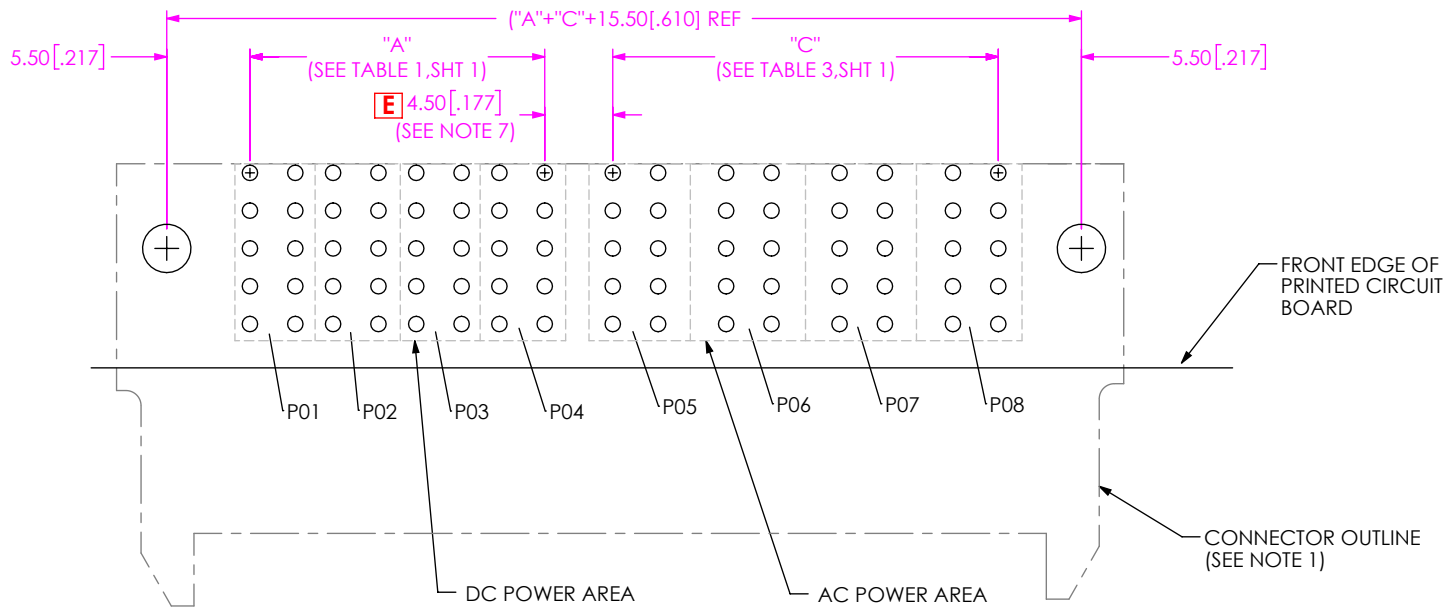 ("A"+"C"+15.50[.610] REF
5.50[.217]
"A"
(SEE TABLE 1,SHT 1)
"C"
(SEE TABLE 3,SHT 1)
5.50[.217]
E 4.50[.177]
(SEE NOTE 7)
FRONT EDGE OF
PRINTED CIRCUIT
BOARD
P01
P02
P03
P04
P05
P06
P07
P08
CONNECTOR OUTLINE
(SEE NOTE 1)
DC POWER AREA
AC POWER AREA